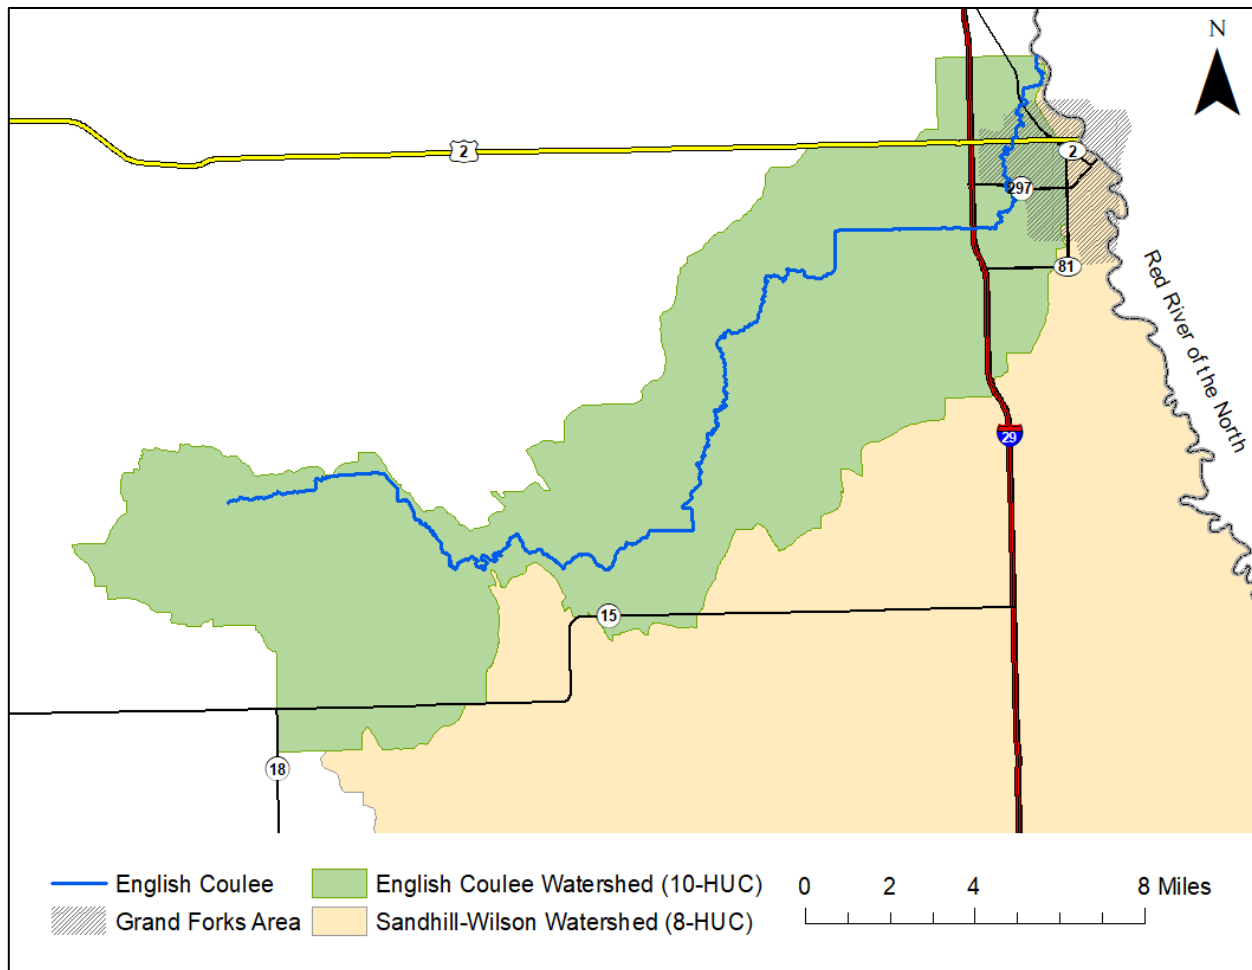 N
2
2
297
81
Red River of the North
29
15
18
English Coulee
English Coulee Watershed (10-HUC)
0 2 4 8 Miles
Grand Forks Area
Sandhill-Wilson Watershed (8-HUC)